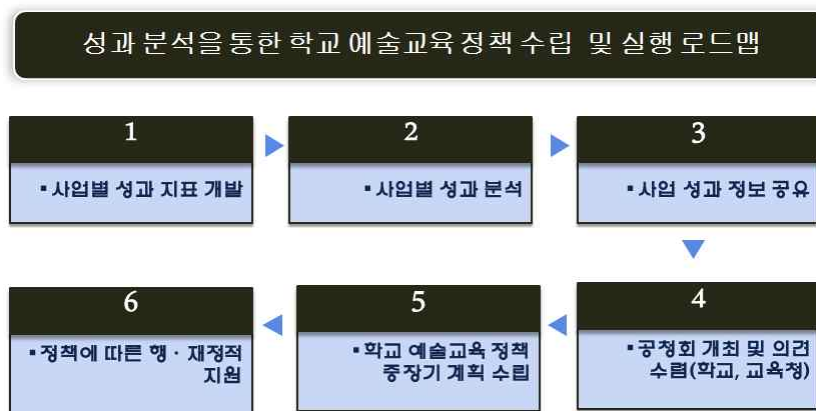 성과 분석을 통한 학교 예술교육 정책 수립 및 실행 로드맵
1
▪사업별 성과 지표 개발
2
▪사업별 성과 분석
3
▪사업 성과 정보 공유
4
▪공청회 개최 및 의견
수렴(학교, 교육청)
5
▪학교 예술교육 정책
중장기 계획 수립
6
▪정책에 따른 행 · 재정적
지원